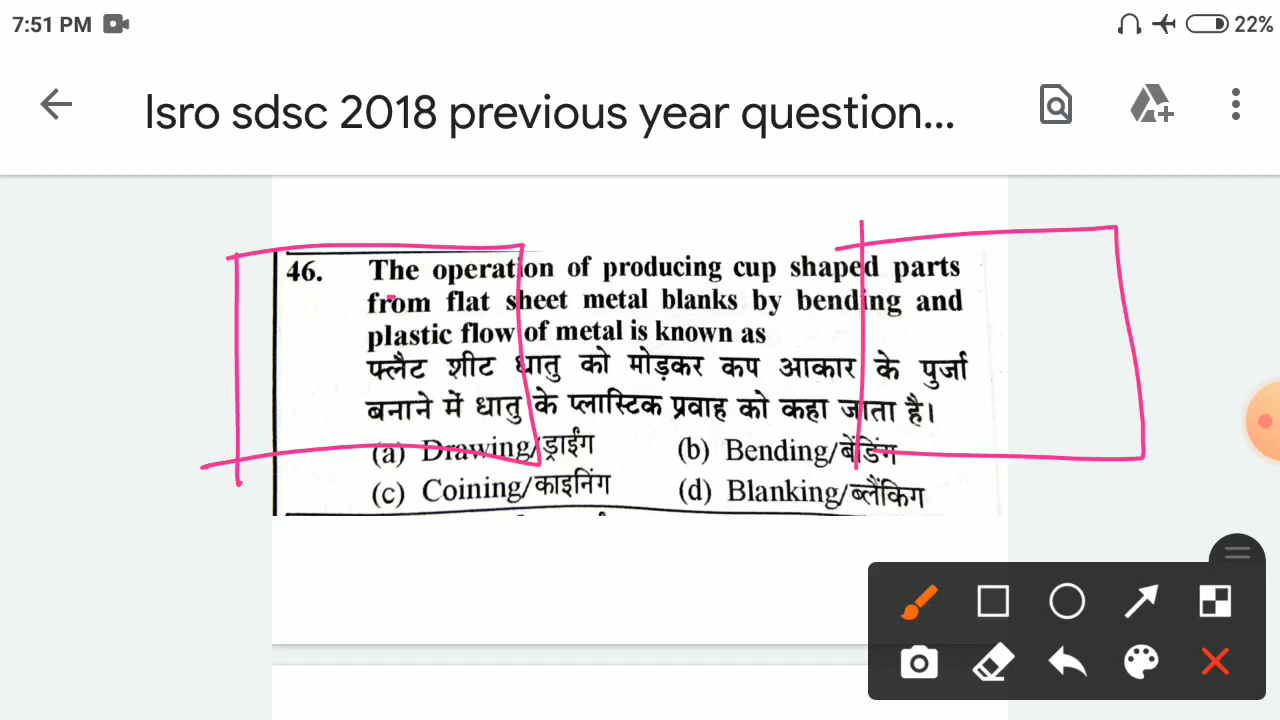 7:51 PM 22%
Isro sdsc 2018 previous year question...
46. The operation of producing cup shaped parts
from flat sheet metal blanks by bending and
plastic flow of metal is known as
फ्लैट शीट धातु को मोड़कर कप आकार के पुर्जा
बनाने में धातु के प्लास्टिक प्रवाह को कहा जाता है।
(a) Drawing/ड्राईंग (b) Bending/बेंडिंग
(c) Coining/काइनिंग (d) Blanking/ब्लैंकिग